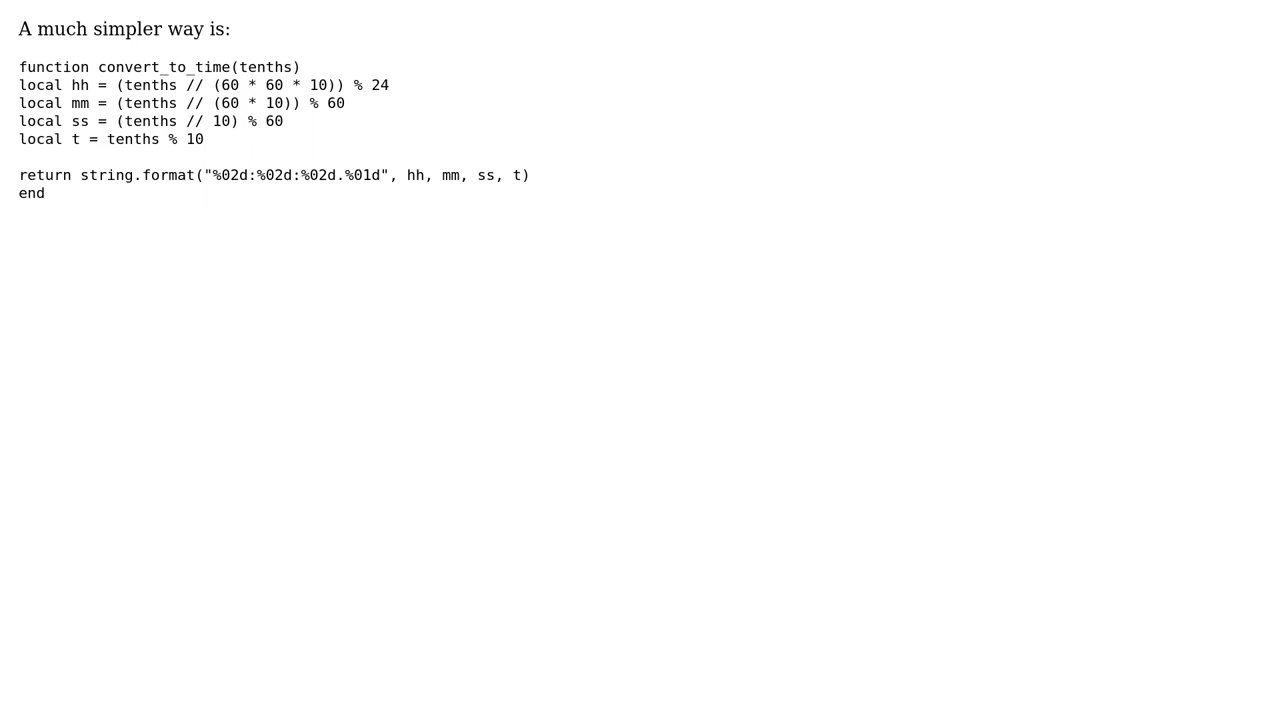 A much simpler way is:
function convert_to_time(tenths)
local hh = (tenths // (60 * 60 * 10)) % 24
local mm = (tenths // (60 * 10)) % 60
local ss = (tenths // 10) % 60
local t = tenths % 10
return string.format("%02d:%02d:%02d.%01d", hh, mm, ss, t)
end